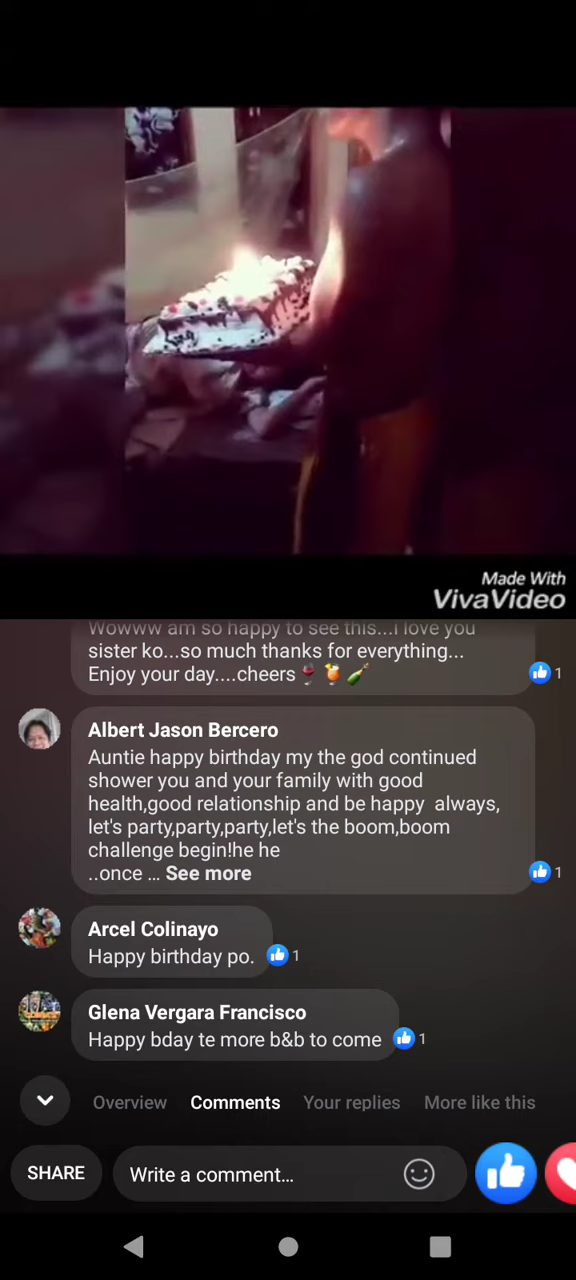 Made With
VivaVideo
Wowww am so happy to see this...i love you
sister ko...so much thanks for everything...
Enjoy your day....cheers🍷🍹🍾
1
Albert Jason Bercero
Auntie happy birthday my the god continued
shower you and your family with good
health,good relationship and be happy always,
let's party,party,party,let's the boom,boom
challenge begin!he he
..once ... See more
1
Arcel Colinayo
Happy birthday po.
1
Glena Vergara Francisco
Happy bday te more b&b to come
1
Overview Comments Your replies More like this
SHARE Write a comment...